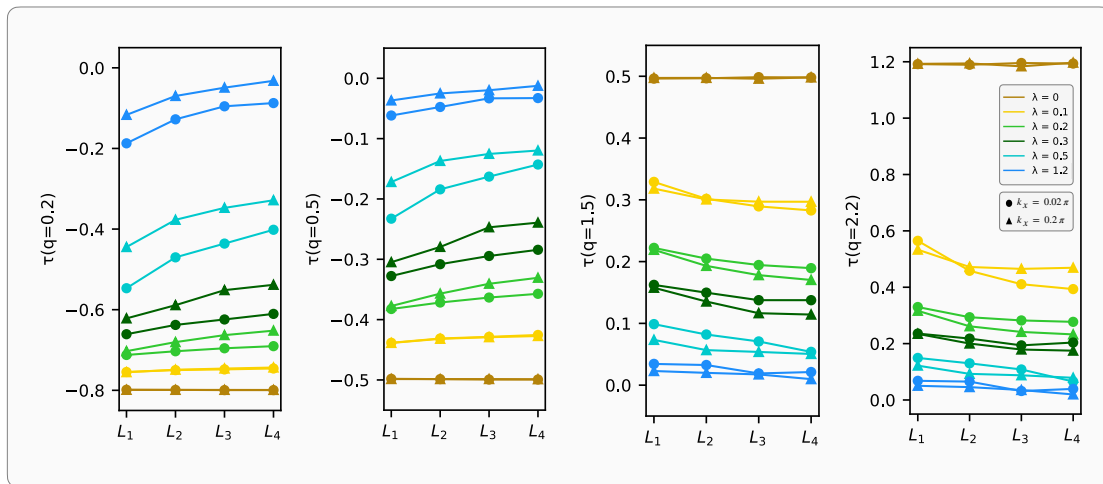 τ(q=0.2)
0.0
−0.2
−0.4
−0.6
−0.8
L₁ L₂ L₃ L₄
τ(q=0.5)
0.0
−0.1
−0.2
−0.3
−0.4
−0.5
L₁ L₂ L₃ L₄
τ(q=1.5)
0.5
0.4
0.3
0.2
0.1
0.0
L₁ L₂ L₃ L₄
τ(q=2.2)
1.2
1.0
0.8
0.6
0.4
0.2
0.0
L₁ L₂ L₃ L₄
λ = 0
λ = 0.1
λ = 0.2
λ = 0.3
λ = 0.5
λ = 1.2
kₓ = 0.02π
kₓ = 0.2π